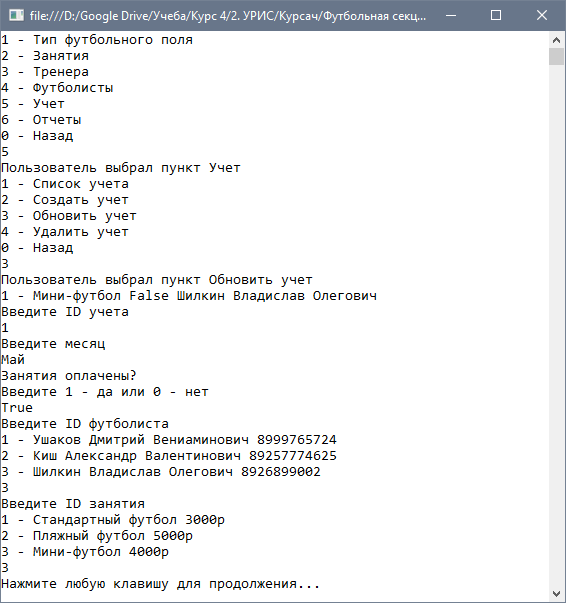 file:///D:/Google Drive/Учеба/Курс 4/2. УРИС/Курсач/Футбольная секц...
1 - Тип футбольного поля
2 - Занятия
3 - Тренера
4 - Футболисты
5 - Учет
6 - Отчеты
0 - Назад
5
Пользователь выбрал пункт Учет
1 - Список учета
2 - Создать учет
3 - Обновить учет
4 - Удалить учет
0 - Назад
3
Пользователь выбрал пункт Обновить учет
1 - Мини-футбол False Шилкин Владислав Олегович
Введите ID учета
1
Введите месяц
Май
Занятия оплачены?
Введите 1 - да или 0 - нет
True
Введите ID футболиста
1 - Ушаков Дмитрий Вениаминович 8999765724
2 - Киш Александр Валентинович 89257774625
3 - Шилкин Владислав Олегович 8926899002
3
Введите ID занятия
1 - Стандартный футбол 3000р
2 - Пляжный футбол 5000р
3 - Мини-футбол 4000р
3
Нажмите любую клавишу для продолжения...